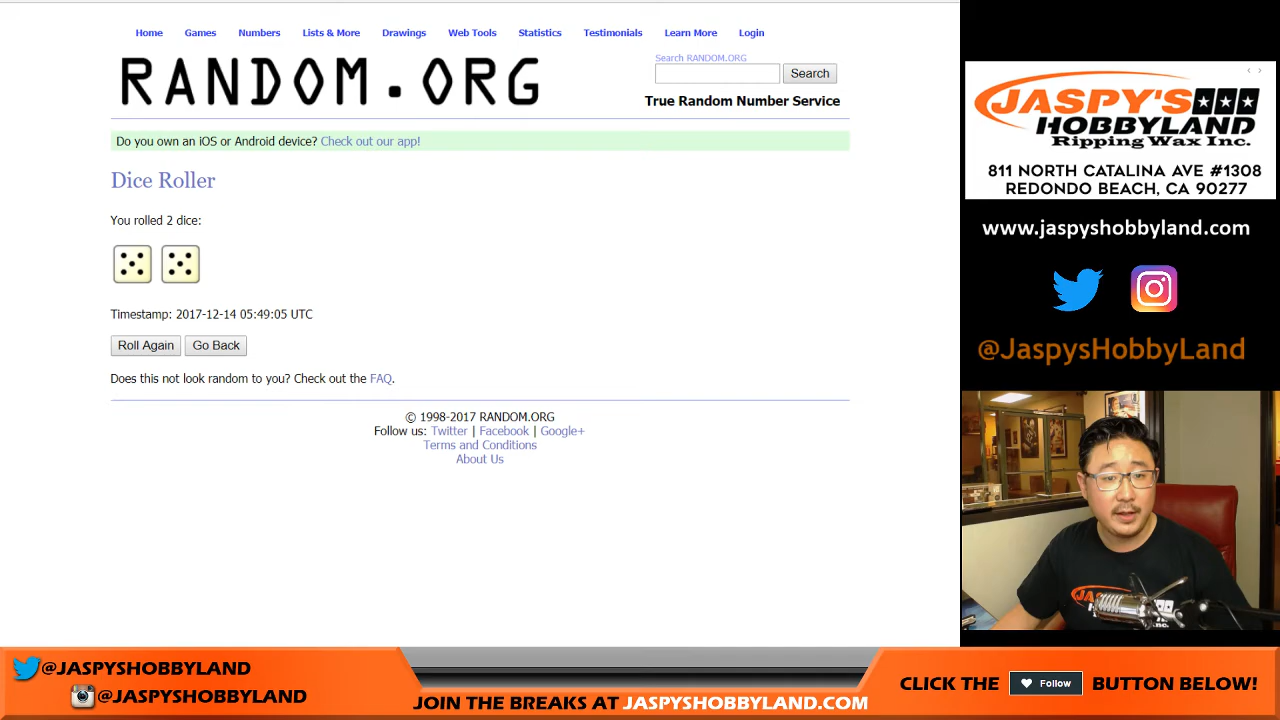 Home Games Numbers Lists & More Drawings Web Tools Statistics Testimonials Learn More Login
RANDOM.ORG
Search RANDOM.ORG
Search
True Random Number Service
Do you own an iOS or Android device? Check out our app!
Dice Roller
You rolled 2 dice:
Timestamp: 2017-12-14 05:49:05 UTC
Roll Again Go Back
Does this not look random to you? Check out the FAQ.
© 1998-2017 RANDOM.ORG
Follow us: Twitter | Facebook | Google+
Terms and Conditions
About Us
JASPY'S
HOBBYLAND
Ripping Wax Inc.
811 NORTH CATALINA AVE #1308
REDONDO BEACH, CA 90277
www.jaspyshobbyland.com
@JaspysHobbyLand
@JASPYSHOBBYLAND
@JASPYSHOBBYLAND
JOIN THE BREAKS AT JASPYSHOBBYLAND.COM
CLICK THE Follow BUTTON BELOW!